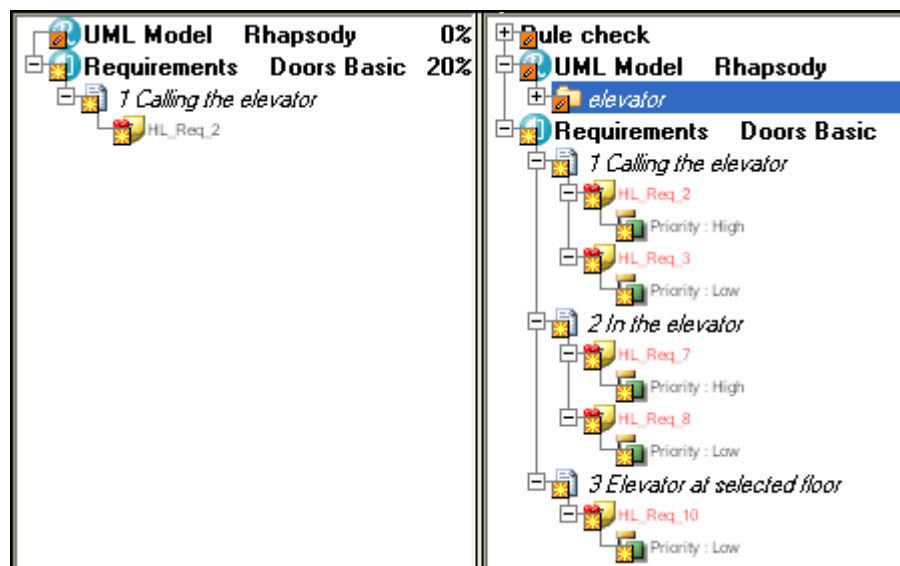 UML Model Rhapsody 0%
Requirements Doors Basic 20%
1 Calling the elevator
HL_Req_2
Rule check
UML Model Rhapsody
elevator
Requirements Doors Basic
1 Calling the elevator
HL_Req_2
Priority : High
HL_Req_3
Priority : Low
2 In the elevator
HL_Req_7
Priority : High
HL_Req_8
Priority : Low
3 Elevator at selected floor
HL_Req_10
Priority : Low